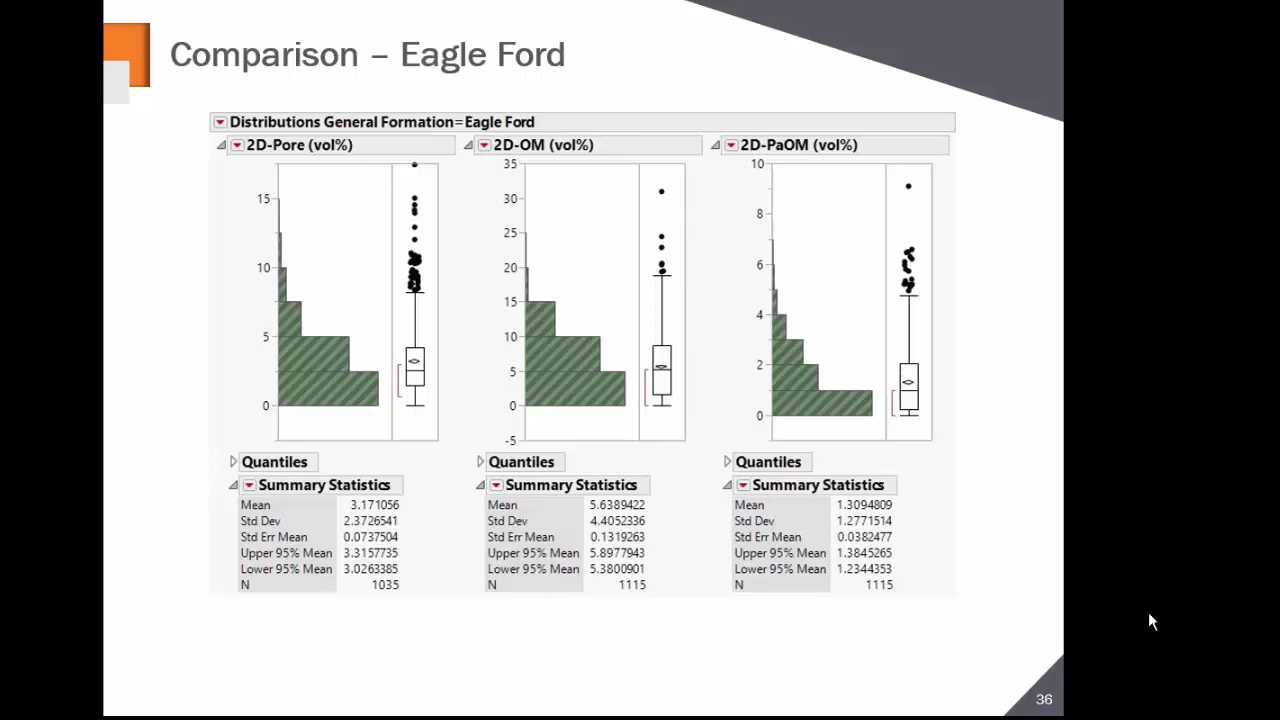 Comparison – Eagle Ford
Distributions General Formation=Eagle Ford
2D-Pore (vol%)
15
10
5
0
Quantiles
Summary Statistics
Mean 3.171056
Std Dev 2.3726541
Std Err Mean 0.0737504
Upper 95% Mean 3.3157735
Lower 95% Mean 3.0263385
N 1035
2D-OM (vol%)
35
30
25
20
15
10
5
0
-5
Quantiles
Summary Statistics
Mean 5.6389422
Std Dev 4.4052336
Std Err Mean 0.1319263
Upper 95% Mean 5.8977943
Lower 95% Mean 5.3800901
N 1115
2D-PaOM (vol%)
10
8
6
4
2
0
Quantiles
Summary Statistics
Mean 1.3094809
Std Dev 1.2771514
Std Err Mean 0.0382477
Upper 95% Mean 1.3845265
Lower 95% Mean 1.2344353
N 1115
36